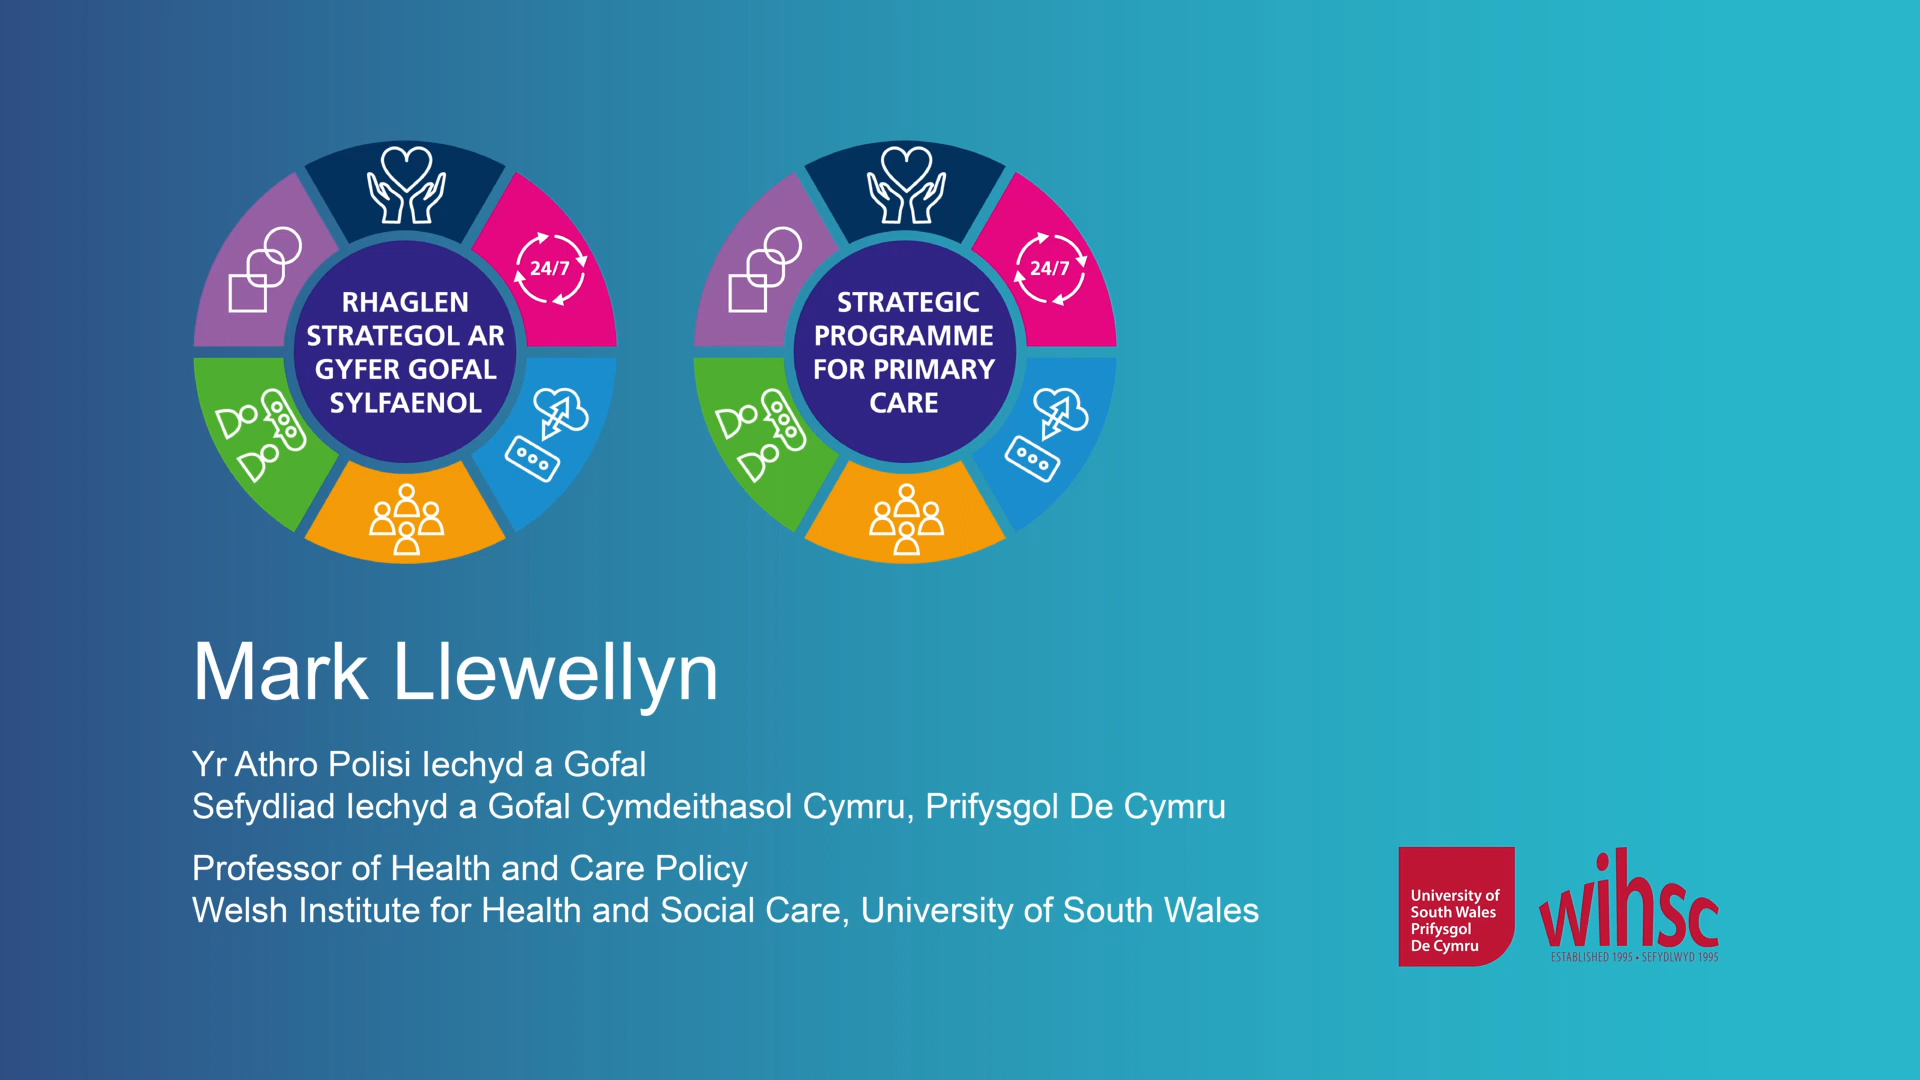 24/7
RHAGLEN
STRATEGOL AR
GYFER GOFAL
SYLFAENOL
24/7
STRATEGIC
PROGRAMME
FOR PRIMARY
CARE
Mark Llewellyn
Yr Athro Polisi Iechyd a Gofal
Sefydliad Iechyd a Gofal Cymdeithasol Cymru, Prifysgol De Cymru
Professor of Health and Care Policy
Welsh Institute for Health and Social Care, University of South Wales
University of
South Wales
Prifysgol
De Cymru
wihsc
ESTABLISHED 1995 • SEFYDLWYD 1995